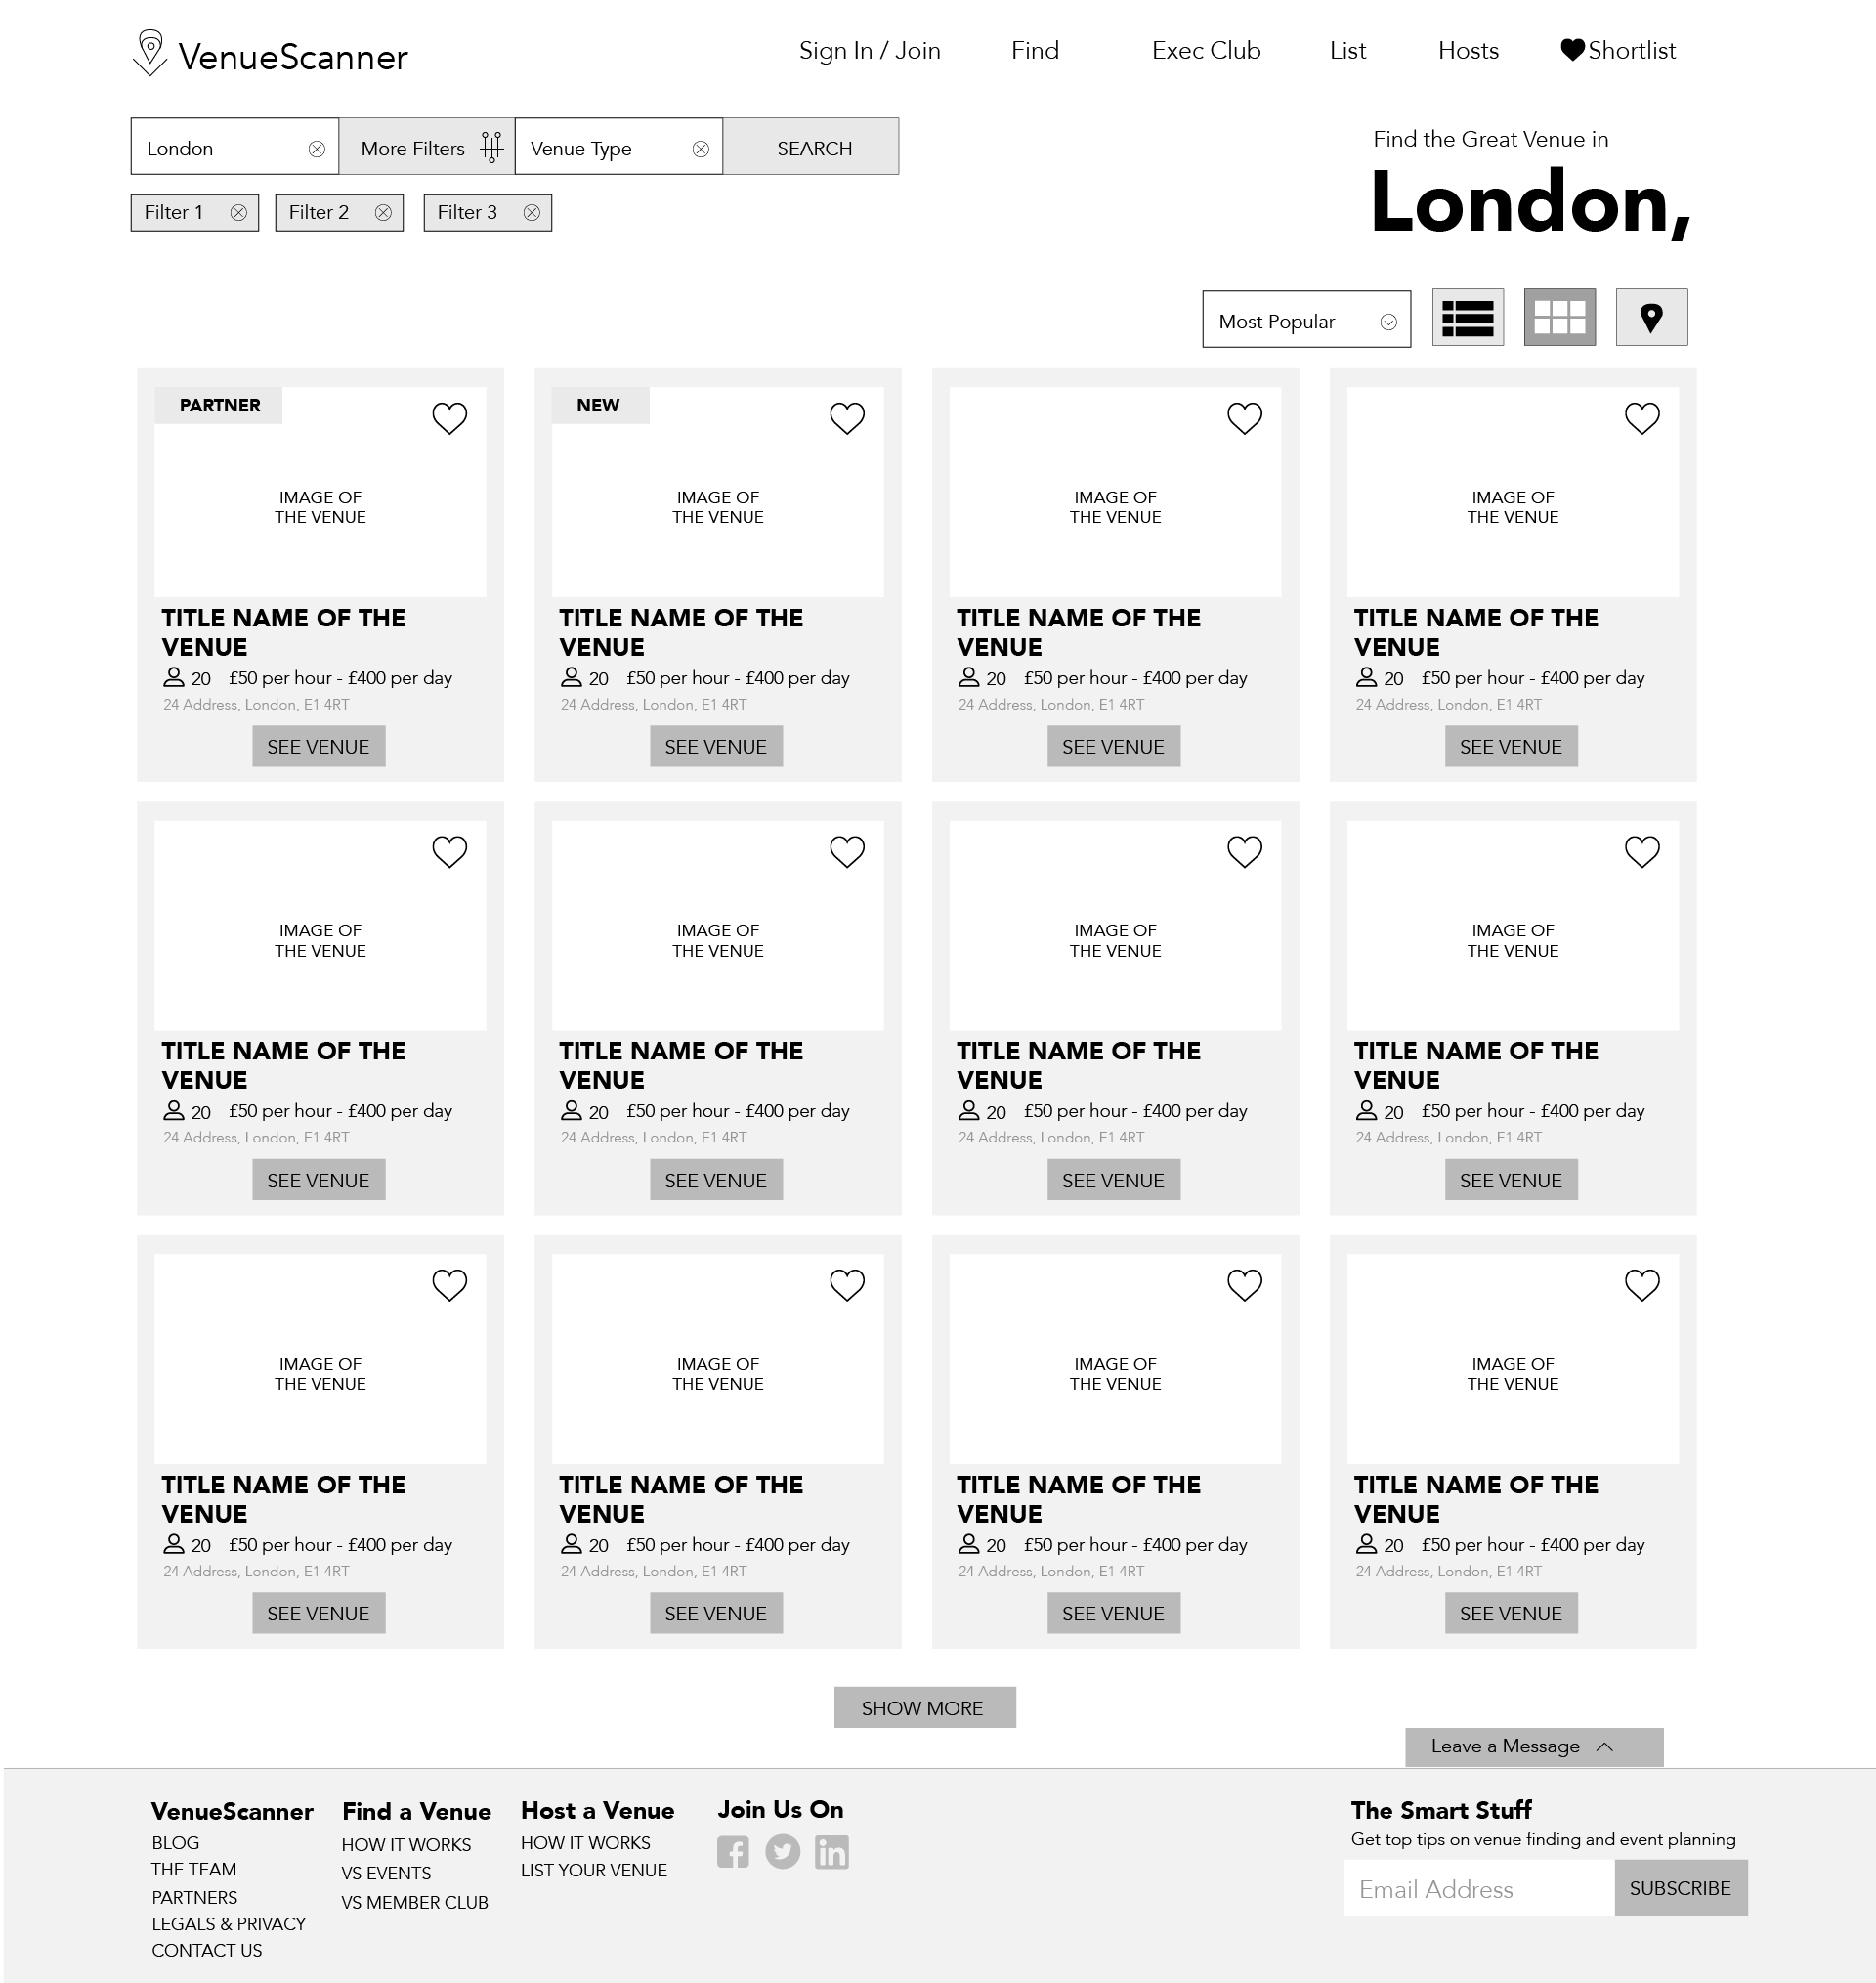 VenueScanner
Sign In / Join Find Exec Club List Hosts Shortlist
London More Filters Venue Type SEARCH
Filter 1 Filter 2 Filter 3
Find the Great Venue in
London,
Most Popular
PARTNER
IMAGE OF
THE VENUE
TITLE NAME OF THE
VENUE
20 £50 per hour - £400 per day
24 Address, London, E1 4RT
SEE VENUE
NEW
IMAGE OF
THE VENUE
TITLE NAME OF THE
VENUE
20 £50 per hour - £400 per day
24 Address, London, E1 4RT
SEE VENUE
IMAGE OF
THE VENUE
TITLE NAME OF THE
VENUE
20 £50 per hour - £400 per day
24 Address, London, E1 4RT
SEE VENUE
IMAGE OF
THE VENUE
TITLE NAME OF THE
VENUE
20 £50 per hour - £400 per day
24 Address, London, E1 4RT
SEE VENUE
IMAGE OF
THE VENUE
TITLE NAME OF THE
VENUE
20 £50 per hour - £400 per day
24 Address, London, E1 4RT
SEE VENUE
IMAGE OF
THE VENUE
TITLE NAME OF THE
VENUE
20 £50 per hour - £400 per day
24 Address, London, E1 4RT
SEE VENUE
IMAGE OF
THE VENUE
TITLE NAME OF THE
VENUE
20 £50 per hour - £400 per day
24 Address, London, E1 4RT
SEE VENUE
IMAGE OF
THE VENUE
TITLE NAME OF THE
VENUE
20 £50 per hour - £400 per day
24 Address, London, E1 4RT
SEE VENUE
IMAGE OF
THE VENUE
TITLE NAME OF THE
VENUE
20 £50 per hour - £400 per day
24 Address, London, E1 4RT
SEE VENUE
IMAGE OF
THE VENUE
TITLE NAME OF THE
VENUE
20 £50 per hour - £400 per day
24 Address, London, E1 4RT
SEE VENUE
IMAGE OF
THE VENUE
TITLE NAME OF THE
VENUE
20 £50 per hour - £400 per day
24 Address, London, E1 4RT
SEE VENUE
IMAGE OF
THE VENUE
TITLE NAME OF THE
VENUE
20 £50 per hour - £400 per day
24 Address, London, E1 4RT
SEE VENUE
SHOW MORE
Leave a Message
VenueScanner
BLOG
THE TEAM
PARTNERS
LEGALS & PRIVACY
CONTACT US
Find a Venue
HOW IT WORKS
VS EVENTS
VS MEMBER CLUB
Host a Venue
HOW IT WORKS
LIST YOUR VENUE
Join Us On
The Smart Stuff
Get top tips on venue finding and event planning
Email Address SUBSCRIBE